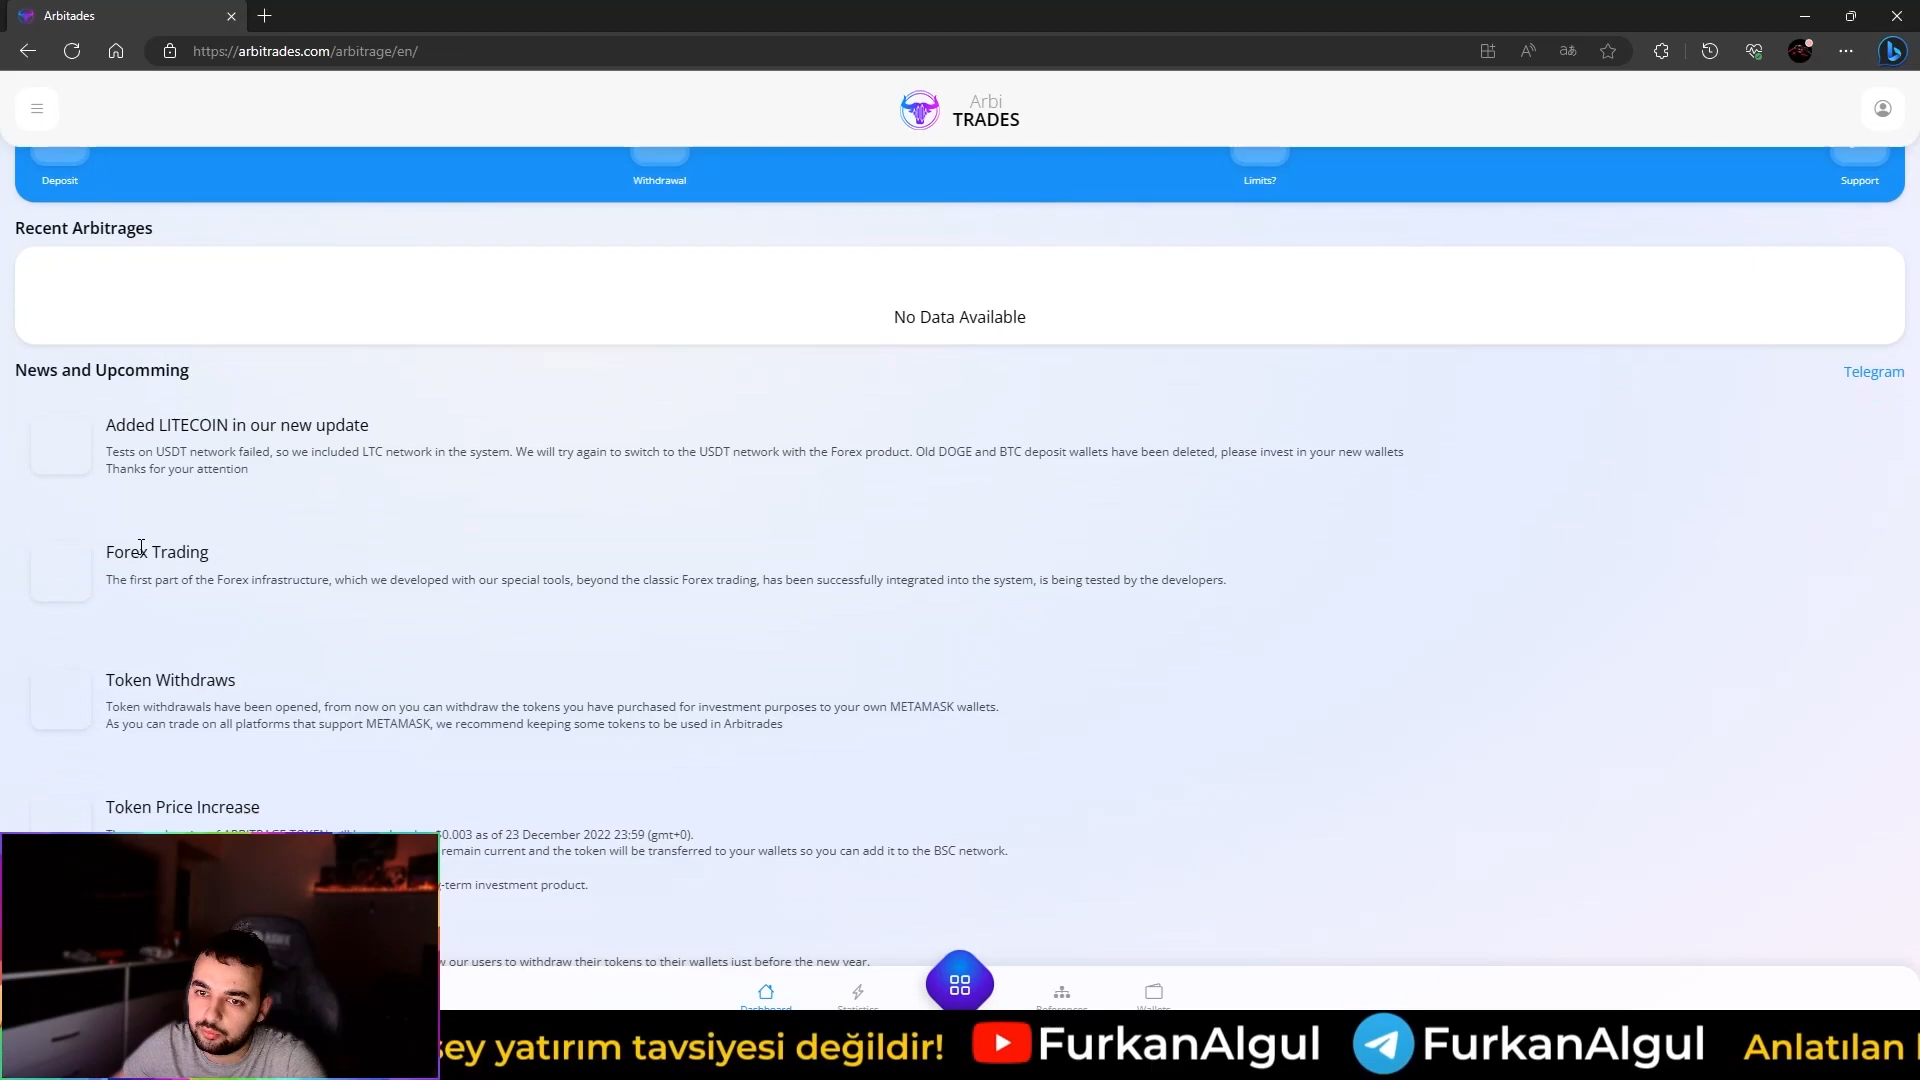 Arbitades
https://arbitrades.com/arbitrage/en/
Arbi
TRADES
Deposit
Withdrawal
Limits?
Support
Recent Arbitrages
No Data Available
News and Upcomming
Telegram
Added LITECOIN in our new update
Tests on USDT network failed, so we included LTC network in the system. We will try again to switch to the USDT network with the Forex product. Old DOGE and BTC deposit wallets have been deleted, please invest in your new wallets
Thanks for your attention
Forex Trading
The first part of the Forex infrastructure, which we developed with our special tools, beyond the classic Forex trading, has been successfully integrated into the system, is being tested by the developers.
Token Withdraws
Token withdrawals have been opened, from now on you can withdraw the tokens you have purchased for investment purposes to your own METAMASK wallets.
As you can trade on all platforms that support METAMASK, we recommend keeping some tokens to be used in Arbitrades
Token Price Increase
$0.003 as of 23 December 2022 23:59 (gmt+0).
remain current and the token will be transferred to your wallets so you can add it to the BSC network.
-term investment product.
our users to withdraw their tokens to their wallets just before the new year.
Dashboard
Statistics
References
Wallets
şey yatırım tavsiyesi değildir!
FurkanAlgul
FurkanAlgul
Anlatılan